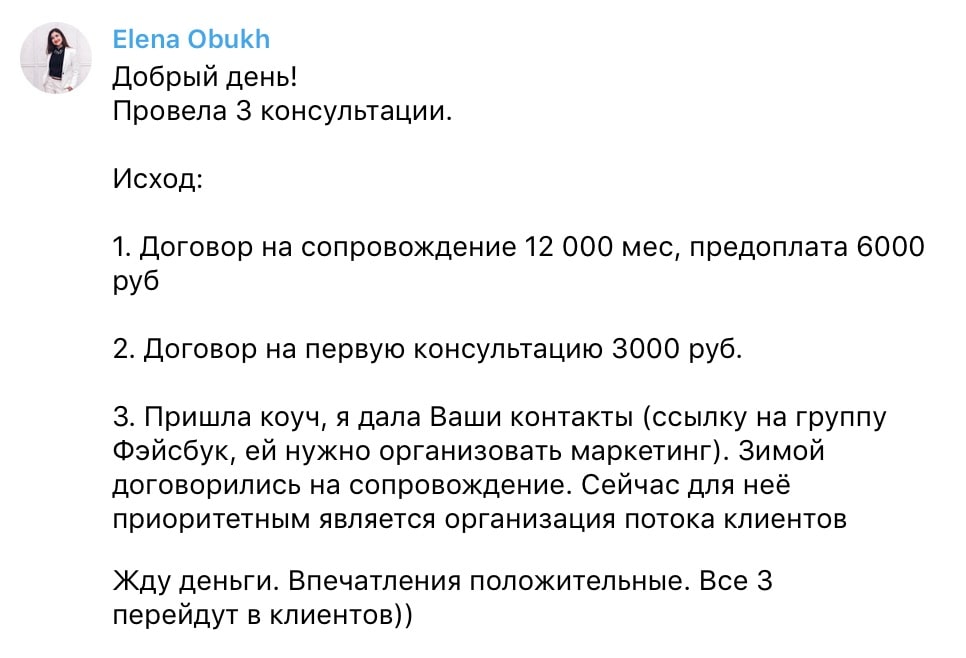 Elena Obukh
Добрый день!
Провела 3 консультации.
Исход:
1. Договор на сопровождение 12 000 мес, предоплата 6000
руб
2. Договор на первую консультацию 3000 руб.
3. Пришла коуч, я дала Ваши контакты (ссылку на группу
Фэйсбук, ей нужно организовать маркетинг). Зимой
договорились на сопровождение. Сейчас для неё
приоритетным является организация потока клиентов
Жду деньги. Впечатления положительные. Все 3
перейдут в клиентов))